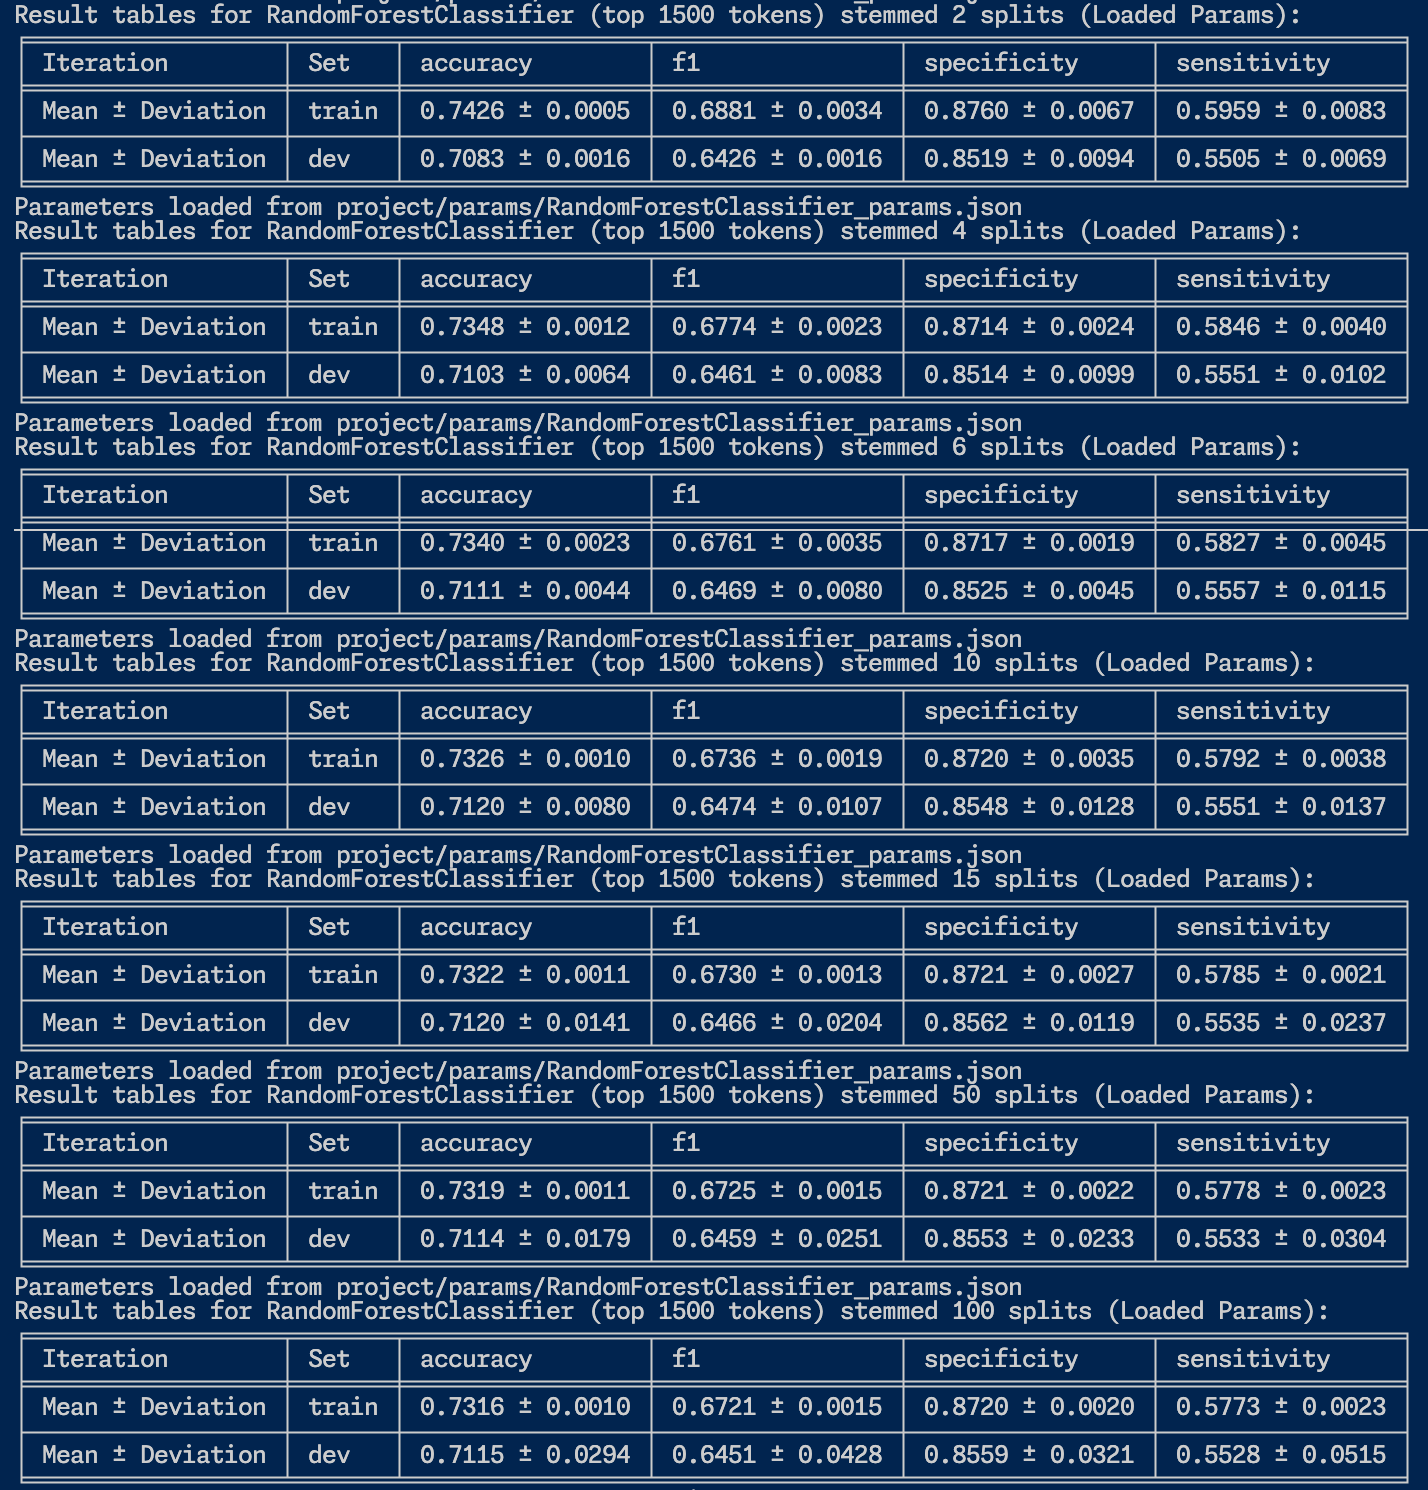 Result tables for RandomForestClassifier (top 1500 tokens) stemmed 2 splits (Loaded Params):
Iteration Set accuracy f1 specificity sensitivity
Mean ± Deviation train 0.7426 ± 0.0005 0.6881 ± 0.0034 0.8760 ± 0.0067 0.5959 ± 0.0083
Mean ± Deviation dev 0.7083 ± 0.0016 0.6426 ± 0.0016 0.8519 ± 0.0094 0.5505 ± 0.0069
Parameters loaded from project/params/RandomForestClassifier_params.json
Result tables for RandomForestClassifier (top 1500 tokens) stemmed 4 splits (Loaded Params):
Iteration Set accuracy f1 specificity sensitivity
Mean ± Deviation train 0.7348 ± 0.0012 0.6774 ± 0.0023 0.8714 ± 0.0024 0.5846 ± 0.0040
Mean ± Deviation dev 0.7103 ± 0.0064 0.6461 ± 0.0083 0.8514 ± 0.0099 0.5551 ± 0.0102
Parameters loaded from project/params/RandomForestClassifier_params.json
Result tables for RandomForestClassifier (top 1500 tokens) stemmed 6 splits (Loaded Params):
Iteration Set accuracy f1 specificity sensitivity
Mean ± Deviation train 0.7340 ± 0.0023 0.6761 ± 0.0035 0.8717 ± 0.0019 0.5827 ± 0.0045
Mean ± Deviation dev 0.7111 ± 0.0044 0.6469 ± 0.0080 0.8525 ± 0.0045 0.5557 ± 0.0115
Parameters loaded from project/params/RandomForestClassifier_params.json
Result tables for RandomForestClassifier (top 1500 tokens) stemmed 10 splits (Loaded Params):
Iteration Set accuracy f1 specificity sensitivity
Mean ± Deviation train 0.7326 ± 0.0010 0.6736 ± 0.0019 0.8720 ± 0.0035 0.5792 ± 0.0038
Mean ± Deviation dev 0.7120 ± 0.0080 0.6474 ± 0.0107 0.8548 ± 0.0128 0.5551 ± 0.0137
Parameters loaded from project/params/RandomForestClassifier_params.json
Result tables for RandomForestClassifier (top 1500 tokens) stemmed 15 splits (Loaded Params):
Iteration Set accuracy f1 specificity sensitivity
Mean ± Deviation train 0.7322 ± 0.0011 0.6730 ± 0.0013 0.8721 ± 0.0027 0.5785 ± 0.0021
Mean ± Deviation dev 0.7120 ± 0.0141 0.6466 ± 0.0204 0.8562 ± 0.0119 0.5535 ± 0.0237
Parameters loaded from project/params/RandomForestClassifier_params.json
Result tables for RandomForestClassifier (top 1500 tokens) stemmed 50 splits (Loaded Params):
Iteration Set accuracy f1 specificity sensitivity
Mean ± Deviation train 0.7319 ± 0.0011 0.6725 ± 0.0015 0.8721 ± 0.0022 0.5778 ± 0.0023
Mean ± Deviation dev 0.7114 ± 0.0179 0.6459 ± 0.0251 0.8553 ± 0.0233 0.5533 ± 0.0304
Parameters loaded from project/params/RandomForestClassifier_params.json
Result tables for RandomForestClassifier (top 1500 tokens) stemmed 100 splits (Loaded Params):
Iteration Set accuracy f1 specificity sensitivity
Mean ± Deviation train 0.7316 ± 0.0010 0.6721 ± 0.0015 0.8720 ± 0.0020 0.5773 ± 0.0023
Mean ± Deviation dev 0.7115 ± 0.0294 0.6451 ± 0.0428 0.8559 ± 0.0321 0.5528 ± 0.0515